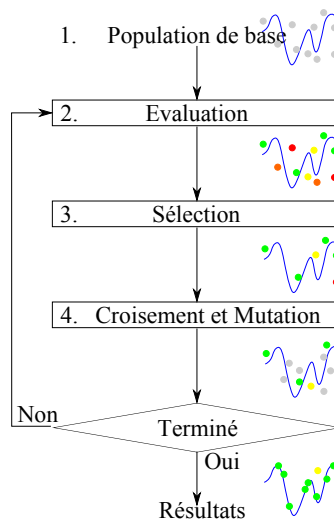 1. Population de base
2. Evaluation
3. Sélection
4. Croisement et Mutation
Non
Terminé
Oui
Résultats